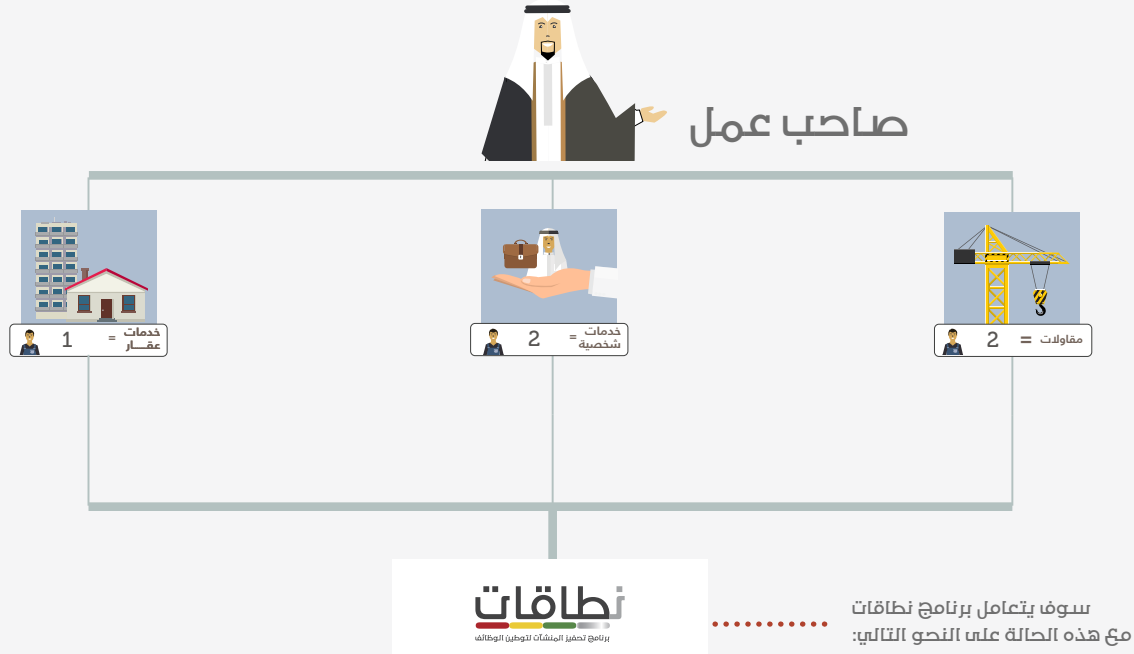 صاحب عمل
مقاولات = 2
خدمات
شخصية = 2
خدمات
عقـــار = 1
نطاقات
برنامج تحفيز المنشآت لتوطين الوظائف
سوف يتعامل برنامج نطاقات
مع هذه الحالة على النحو التالي: